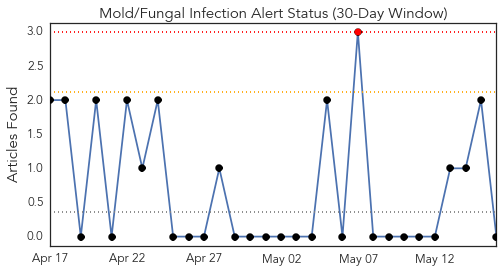 Mold/Fungal Infection Alert Status (30-Day Window)
Articles Found
3.0
2.5
2.0
1.5
1.0
0.5
0.0
Apr 17
Apr 22
Apr 27
May 02
May 07
May 12